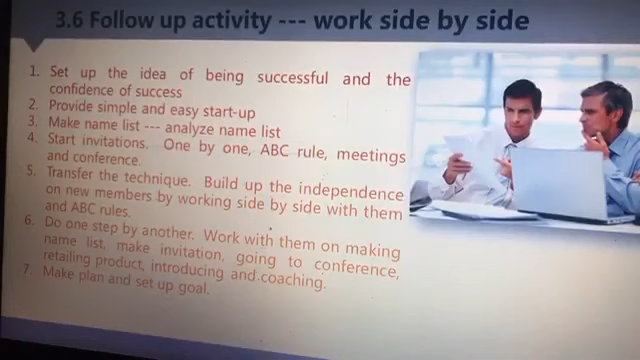 3.6 Follow up activity --- work side by side
1. Set up the idea of being successful and the
confidence of success
2. Provide simple and easy start-up
3. Make name list --- analyze name list
4. Start invitations. One by one, ABC rule, meetings
and conference.
5. Transfer the technique. Build up the independence
on new members by working side by side with them
and ABC rules.
6. Do one step by another. Work with them on making
name list, make invitation, going to conference,
retailing product, introducing and coaching.
7. Make plan and set up goal.